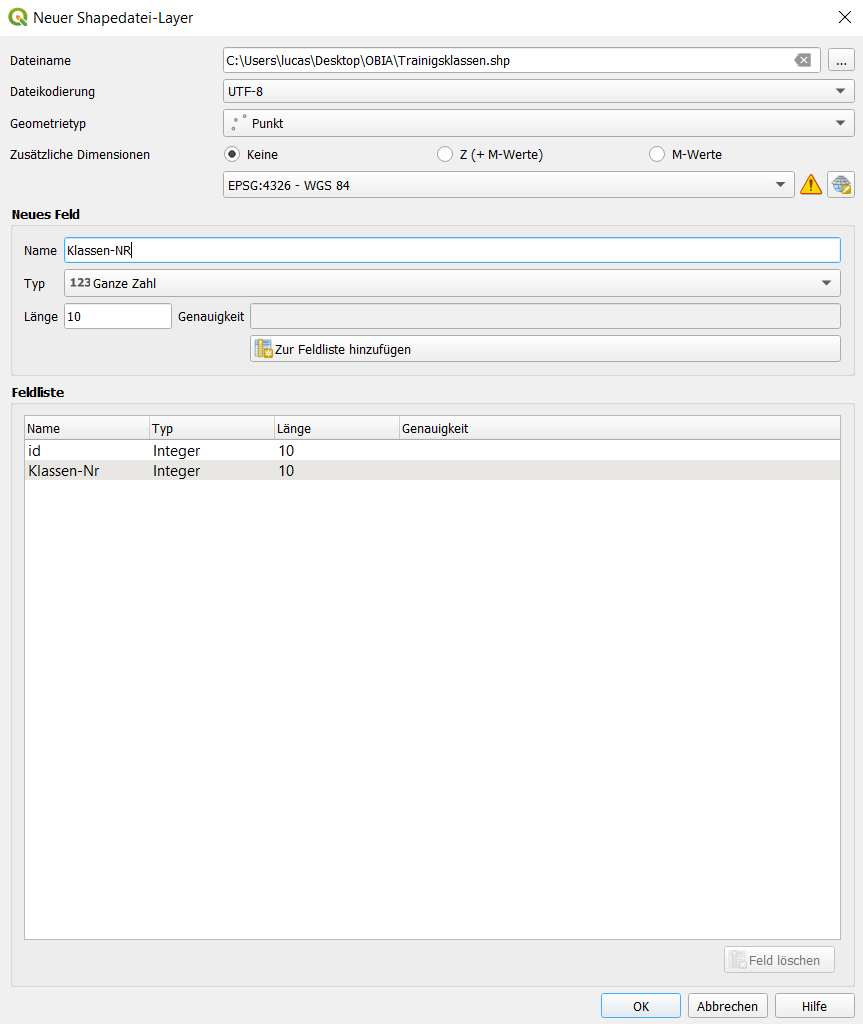 Neuer Shapedatei-Layer
Dateiname C:\Users\lucas\Desktop\OBIA\Trainigsklassen.shp ...
Dateikodierung UTF-8
Geometrietyp Punkt
Zusätzliche Dimensionen Keine Z (+ M-Werte) M-Werte
EPSG:4326 - WGS 84
Neues Feld
Name Klassen-NR
Typ 123 Ganze Zahl
Länge 10 Genauigkeit
Zur Feldliste hinzufügen
Feldliste
Name Typ Länge Genauigkeit
id Integer 10
Klassen-Nr Integer 10
Feld löschen
OK Abbrechen Hilfe